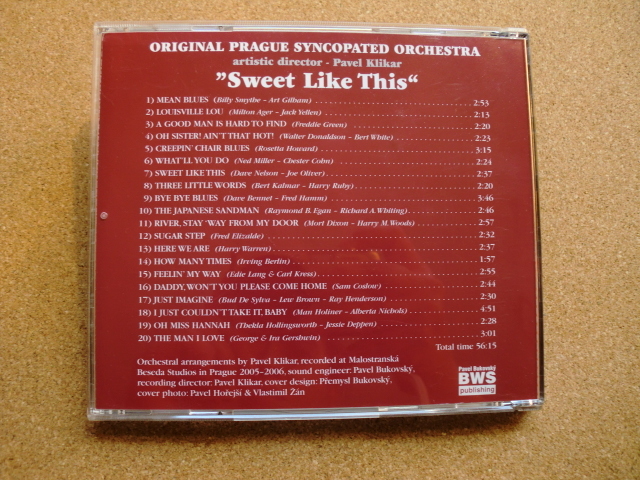 ORIGINAL PRAGUE SYNCOPATED ORCHESTRA
artistic director - Pavel Klikar
”Sweet Like This“
1) MEAN BLUES (Billy Smythe - Art Gilham) 2:53
2) LOUISVILLE LOU (Milton Ager - Jack Yellen) 2:13
3) A GOOD MAN IS HARD TO FIND (Freddie Green) 2:20
4) OH SISTER! AIN'T THAT HOT! (Walter Donaldson - Bert White) 2:23
5) CREEPIN' CHAIR BLUES (Rosetta Howard) 3:15
6) WHAT'LL YOU DO (Ned Miller - Chester Cohn) 2:24
7) SWEET LIKE THIS (Dave Nelson - Joe Oliver) 2:37
8) THREE LITTLE WORDS (Bert Kalmar - Harry Ruby) 2:20
9) BYE BYE BLUES (Dave Bennet - Fred Hamm) 3:46
10) THE JAPANESE SANDMAN (Raymond B. Egan - Richard A. Whiting) 2:46
11) RIVER, STAY 'WAY FROM MY DOOR (Mort Dixon - Harry M. Woods) 2:57
12) SUGAR STEP (Fred Elizalde) 2:32
13) HERE WE ARE (Harry Warren) 2:37
14) HOW MANY TIMES (Irving Berlin) 1:57
15) FEELIN' MY WAY (Edie Lang & Carl Kress) 2:55
16) DADDY, WON'T YOU PLEASE COME HOME (Sam Coslow) 2:44
17) JUST IMAGINE (Bud De Sylva - Lew Brown - Ray Henderson) 2:30
18) I JUST COULDN'T TAKE IT, BABY (Man Holiner - Alberta Nichols) 4:51
19) OH MISS HANNAH (Thekla Hollingsworth - Jessie Deppen) 2:28
20) THE MAN I LOVE (George & Ira Gershwin) 3:01
Total time 56:15
Orchestral arrangements by Pavel Klikar, recorded at Malostranská
Beseda Studios in Prague 2005-2006, sound engineer: Pavel Bukovský,
recording director: Pavel Klikar, cover design: Přemysl Bukovský,
cover photo: Pavel Hořejší & Vlastimil Žán
Pavel Bukovský
BWS
publishing